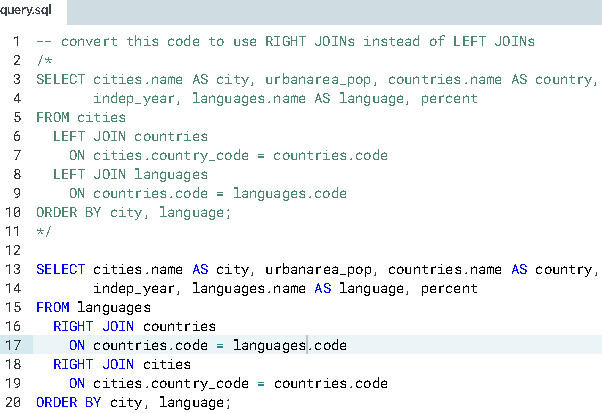 query.sql
1 -- convert this code to use RIGHT JOINs instead of LEFT JOINs
2 /*
3 SELECT cities.name AS city, urbanarea_pop, countries.name AS country,
4 indep_year, languages.name AS language, percent
5 FROM cities
6 LEFT JOIN countries
7 ON cities.country_code = countries.code
8 LEFT JOIN languages
9 ON countries.code = languages.code
10 ORDER BY city, language;
11 */
12
13 SELECT cities.name AS city, urbanarea_pop, countries.name AS country,
14 indep_year, languages.name AS language, percent
15 FROM languages
16 RIGHT JOIN countries
17 ON countries.code = languages.code
18 RIGHT JOIN cities
19 ON cities.country_code = countries.code
20 ORDER BY city, language;